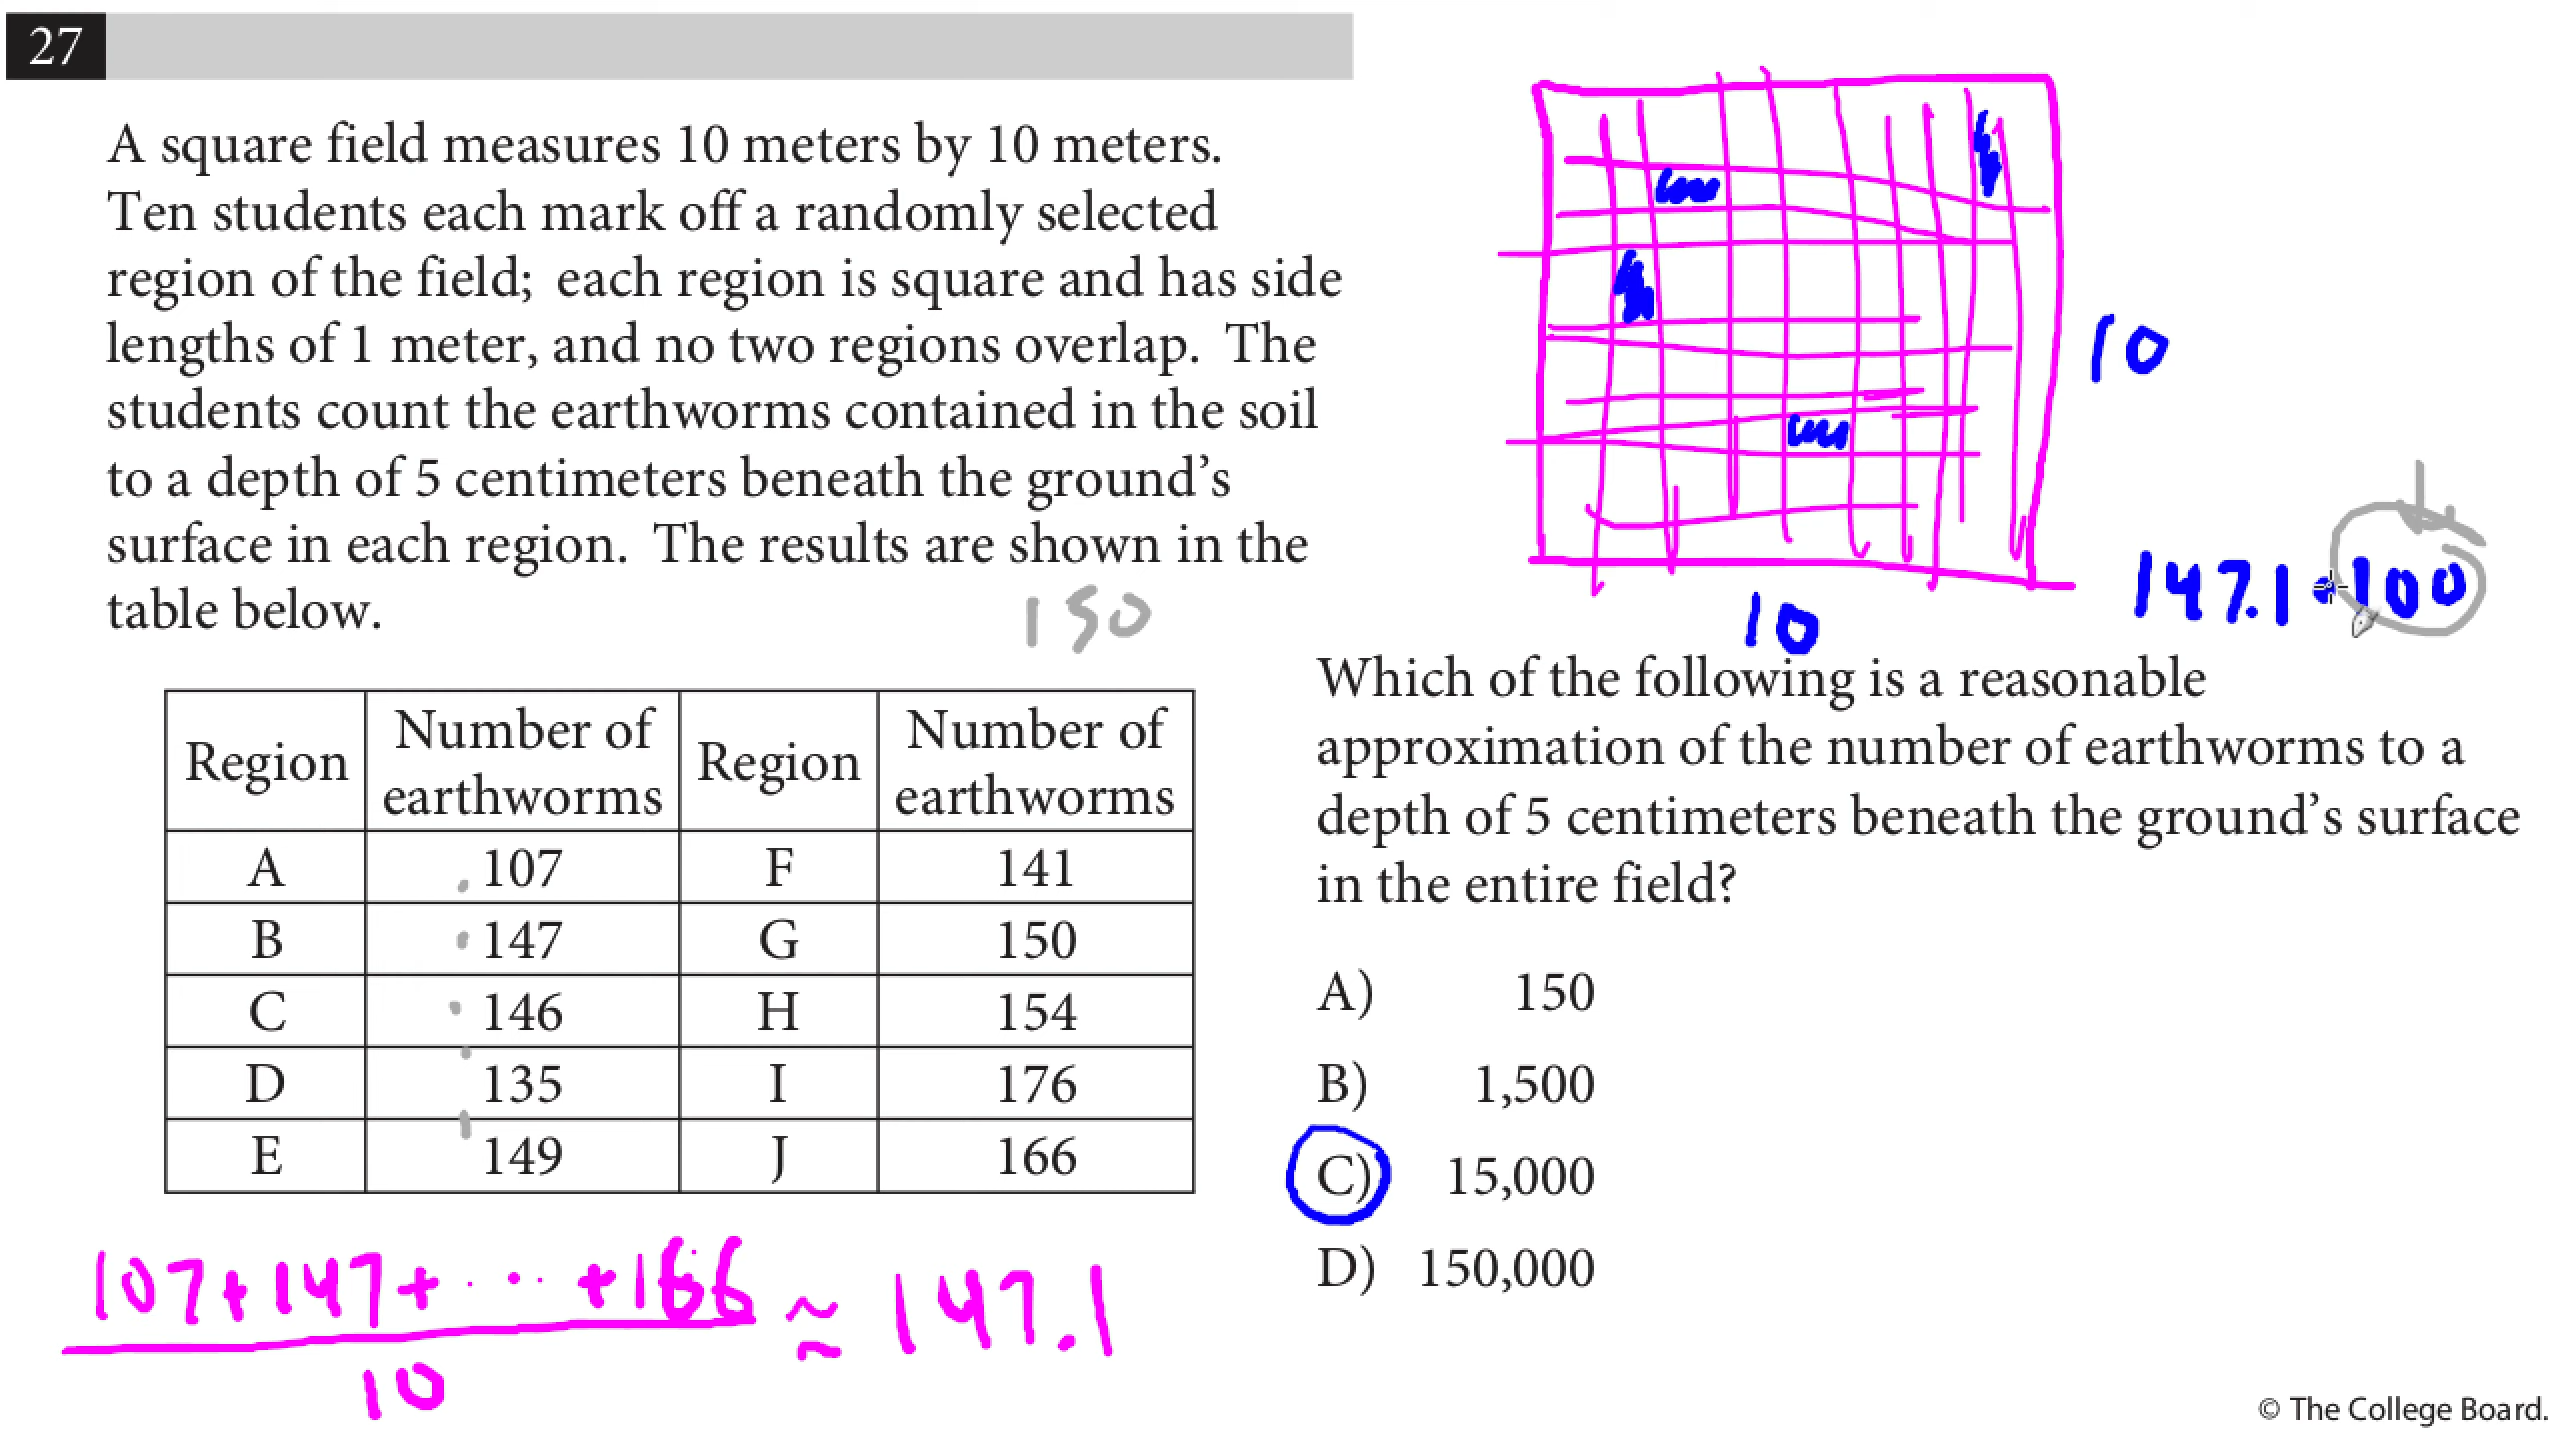 27
A square field measures 10 meters by 10 meters.
Ten students each mark off a randomly selected
region of the field; each region is square and has side
lengths of 1 meter, and no two regions overlap. The
students count the earthworms contained in the soil
to a depth of 5 centimeters beneath the ground's
surface in each region. The results are shown in the
table below.
150
Region Number of earthworms Region Number of earthworms
A 107 F 141
B 147 G 150
C 146 H 154
D 135 I 176
E 149 J 166
107+147+ ... +166
10
≈ 147.1
10
10
147.1 • 100
Which of the following is a reasonable
approximation of the number of earthworms to a
depth of 5 centimeters beneath the ground's surface
in the entire field?
A) 150
B) 1,500
C) 15,000
D) 150,000
© The College Board.